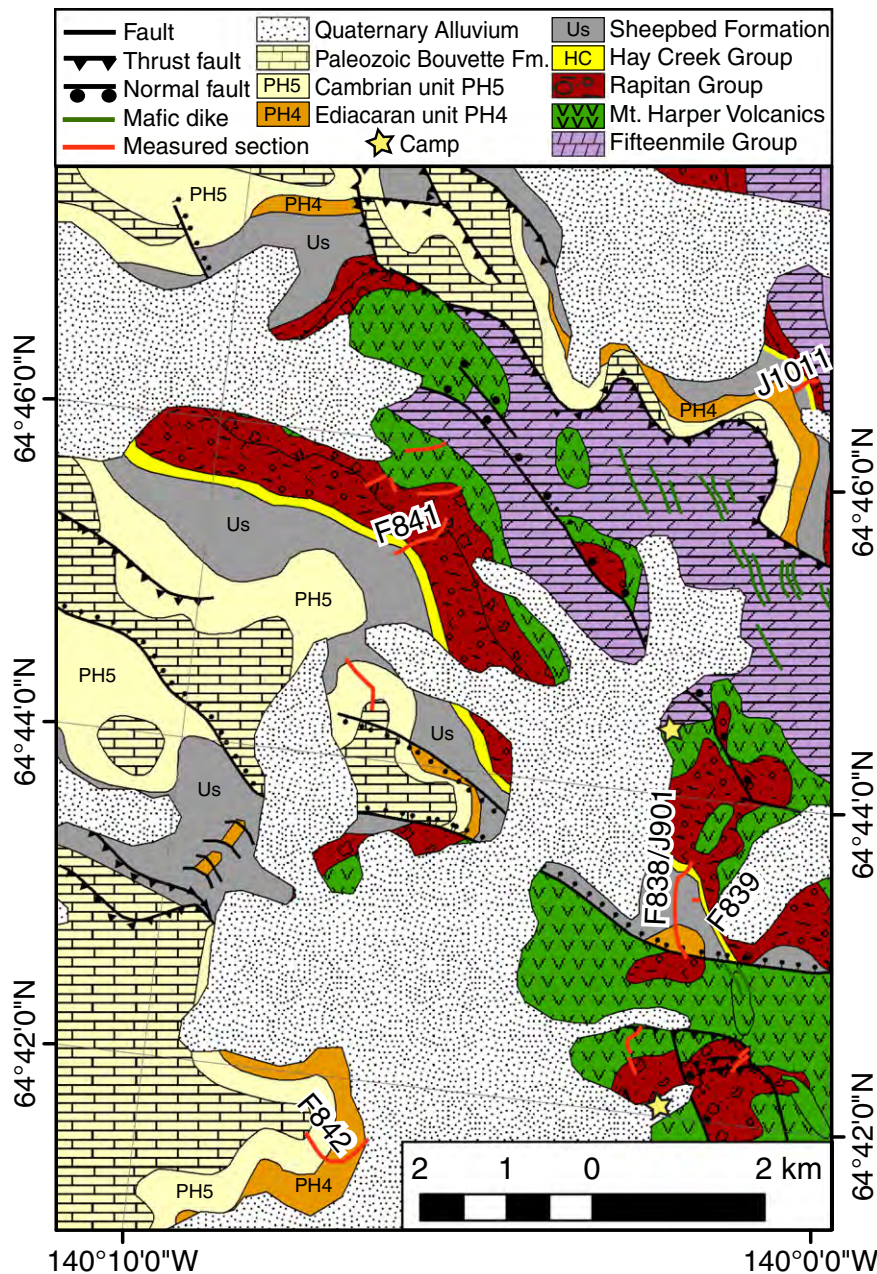 Fault
Thrust fault
Normal fault
Mafic dike
Measured section
Quaternary Alluvium
Paleozoic Bouvette Fm.
PH5 Cambrian unit PH5
PH4 Ediacaran unit PH4
Camp
Us Sheepbed Formation
HC Hay Creek Group
Rapitan Group
Mt. Harper Volcanics
Fifteenmile Group
PH5
PH4
Us
J1011
PH4
64°46'0"N
64°46'0"N
F841
Us
PH5
PH5
64°44'0"N
64°44'0"N
Us
F838/J901
F839
64°42'0"N
64°42'0"N
F842
PH5
PH4
2 1 0 2 km
140°10'0"W
140°0'0"W